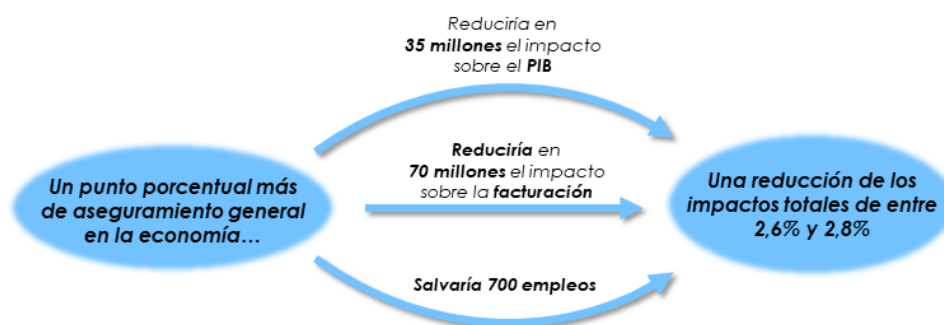 Reduciría en
35 millones el impacto
sobre el PIB
Un punto porcentual más
de aseguramiento general
en la economía…
Reduciría en
70 millones el impacto
sobre la facturación
Una reducción de los
impactos totales de entre
2,6% y 2,8%
Salvaría 700 empleos